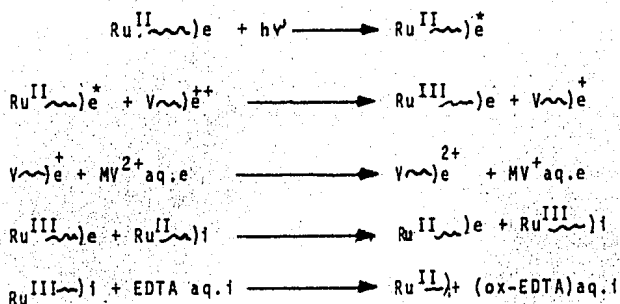 Ru^II~~~)e + hν ⟶ Ru^II~~~)e^*
Ru^II~~)e^* + V~~)e^++ ⟶ Ru^III~~~)e + V~~)e^+
V~~)e^+ + MV^2+ aq.e ⟶ V~~)e^2+ + MV^+ aq.e
Ru^III~~)e + Ru^II~~)i ⟶ Ru^II~~)e + Ru^III~~)i
Ru^III~~)i + EDTA aq.i ⟶ Ru^II~~)+ (ox-EDTA)aq.i